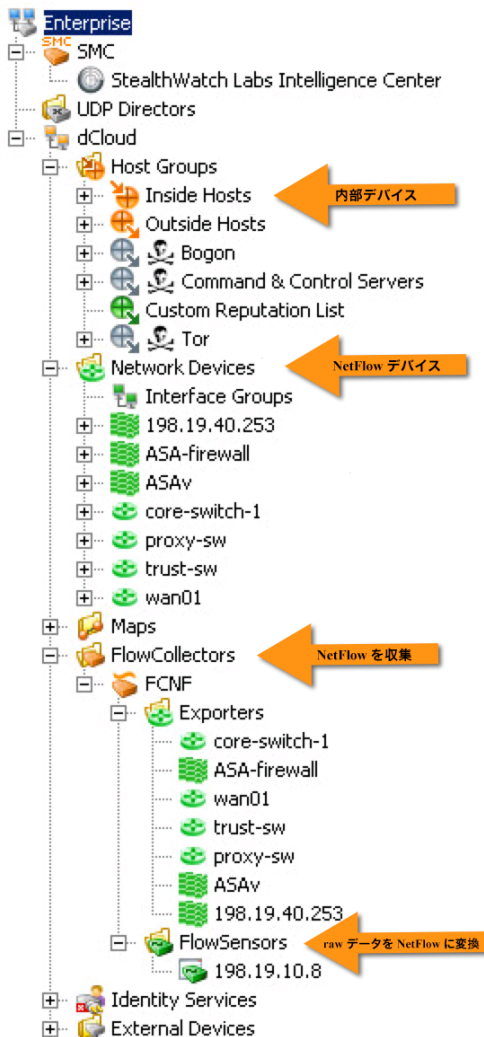 Enterprise
SMC
SMC
StealthWatch Labs Intelligence Center
UDP Directors
dCloud
Host Groups
Inside Hosts
内部デバイス
Outside Hosts
Bogon
Command & Control Servers
Custom Reputation List
Tor
Network Devices
NetFlow デバイス
Interface Groups
198.19.40.253
ASA-firewall
ASAv
core-switch-1
proxy-sw
trust-sw
wan01
Maps
FlowCollectors
NetFlow を収集
FCNF
Exporters
core-switch-1
ASA-firewall
wan01
trust-sw
proxy-sw
ASAv
198.19.40.253
FlowSensors
raw データを NetFlow に変換
198.19.10.8
Identity Services
External Devices